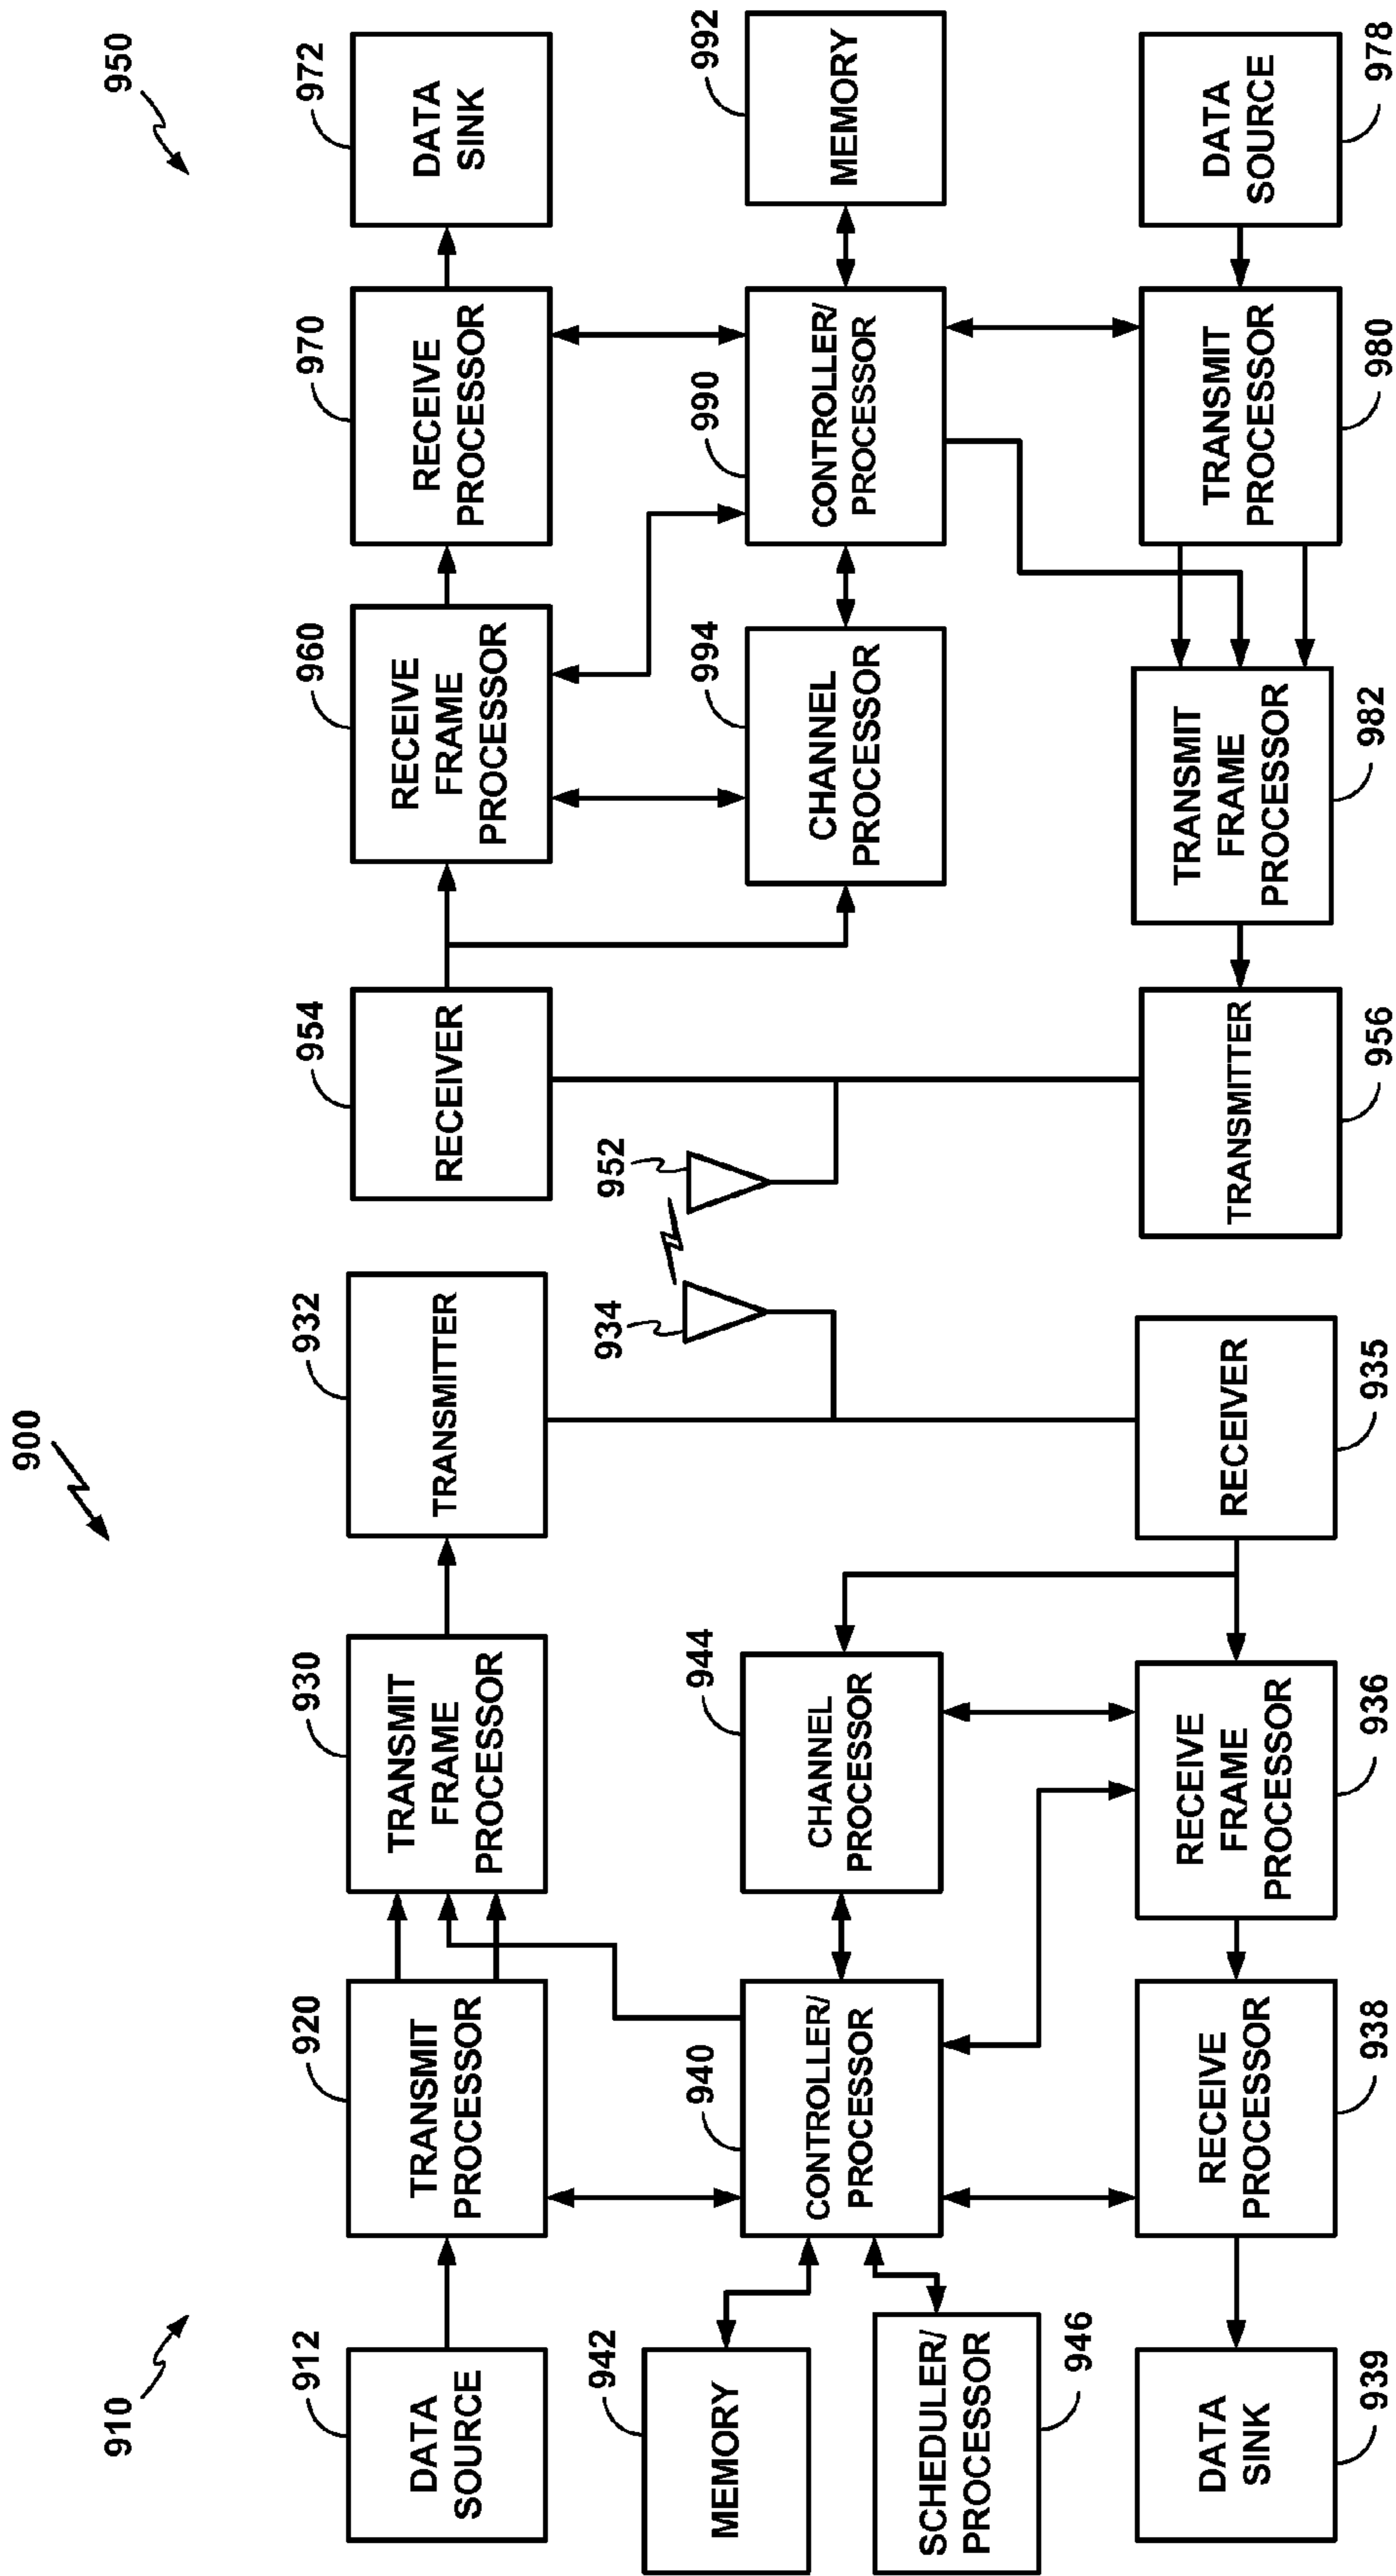 900
910
950
912
DATA
SOURCE
920
TRANSMIT
PROCESSOR
930
TRANSMIT
FRAME
PROCESSOR
932
TRANSMITTER
954
RECEIVER
960
RECEIVE
FRAME
PROCESSOR
970
RECEIVE
PROCESSOR
972
DATA
SINK
942
MEMORY
SCHEDULER/
PROCESSOR
946
940
CONTROLLER/
PROCESSOR
944
CHANNEL
PROCESSOR
934
952
994
CHANNEL
PROCESSOR
990
CONTROLLER/
PROCESSOR
992
MEMORY
DATA
SINK
939
RECEIVE
PROCESSOR
938
RECEIVE
FRAME
PROCESSOR
936
RECEIVER
935
TRANSMITTER
956
TRANSMIT
FRAME
PROCESSOR
982
TRANSMIT
PROCESSOR
980
DATA
SOURCE
978